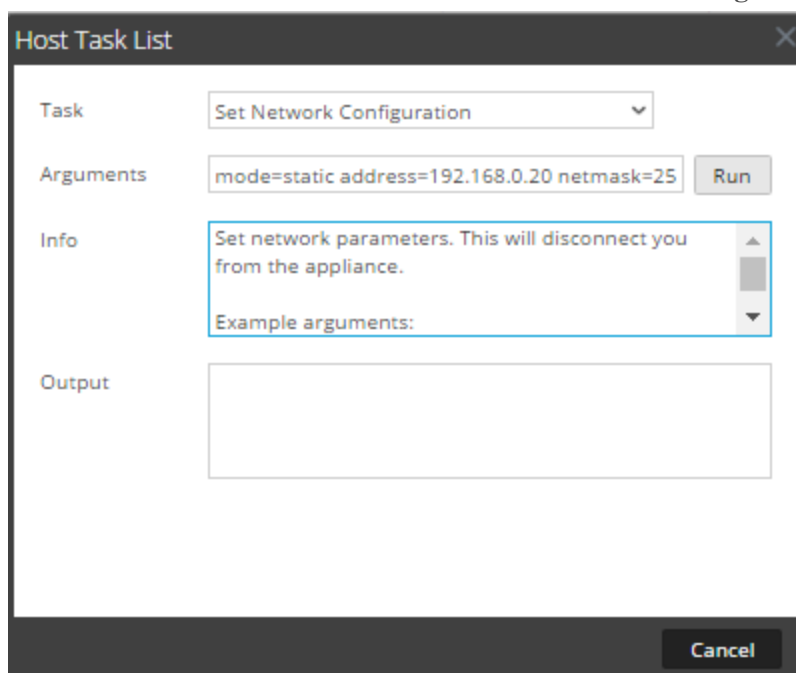 Host Task List
Task
Set Network Configuration
Arguments
mode=static address=192.168.0.20 netmask=25
Run
Info
Set network parameters. This will disconnect you
from the appliance.
Example arguments:
Output
Cancel